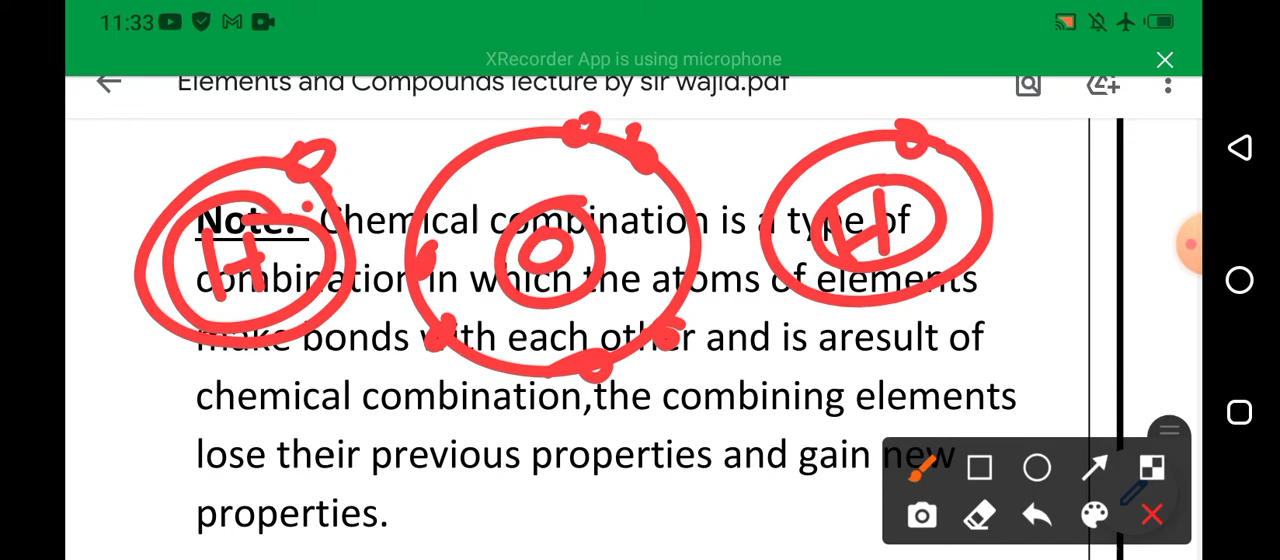 11:33
XRecorder App is using microphone
Elements and Compounds lecture by sir wajid.pdf
H O H
Note: Chemical combination is a type of
combination in which the atoms of elements
make bonds with each other and is aresult of
chemical combination,the combining elements
lose their previous properties and gain new
properties.